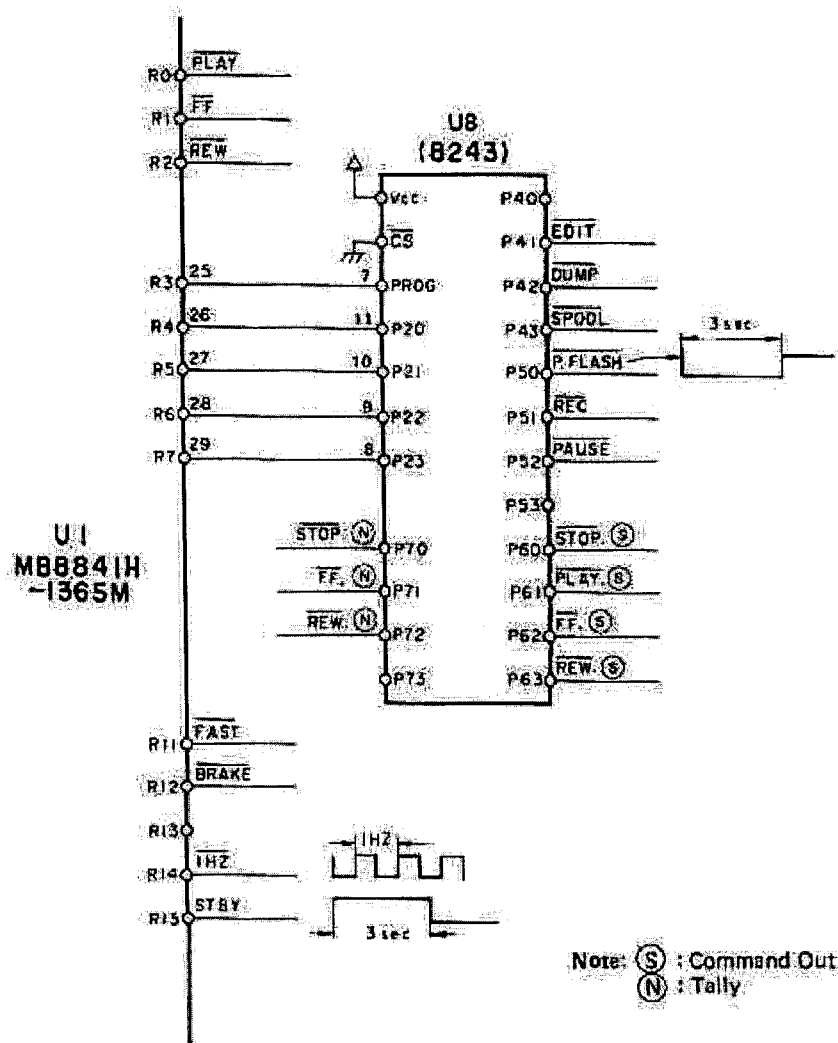 R0 PLAY
R1 FF
R2 REW
U8
(8243)
Vcc P40
CS P41 EDIT
P42 DUMP
R3 25 7 PROG
R4 26 11 P20 P43 SPOOL
3 sec
R5 27 10 P21 P50 P.FLASH
R6 28 9 P22 P51 REC
R7 29 8 P23 P52 PAUSE
P53
STOP. N P70 P60 STOP. S
FF. N P71 P61 PLAY. S
REW. N P72 P62 FF. S
P73 P63 REW. S
U1
MB8841H
-1365M
R11 FAST
R12 BRAKE
R13
1HZ
R14 1HZ
R15 STBY
3 sec
Note: S : Command Out
N : Tally